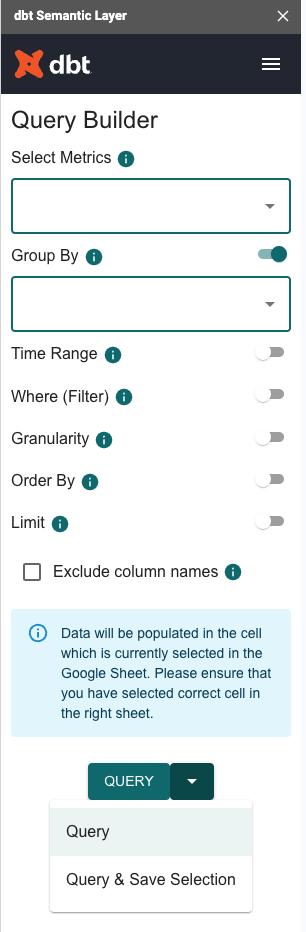 dbt Semantic Layer
dbt
Query Builder
Select Metrics
Group By
Time Range
Where (Filter)
Granularity
Order By
Limit
Exclude column names
Data will be populated in the cell
which is currently selected in the
Google Sheet. Please ensure that
you have selected correct cell in
the right sheet.
QUERY
Query
Query & Save Selection